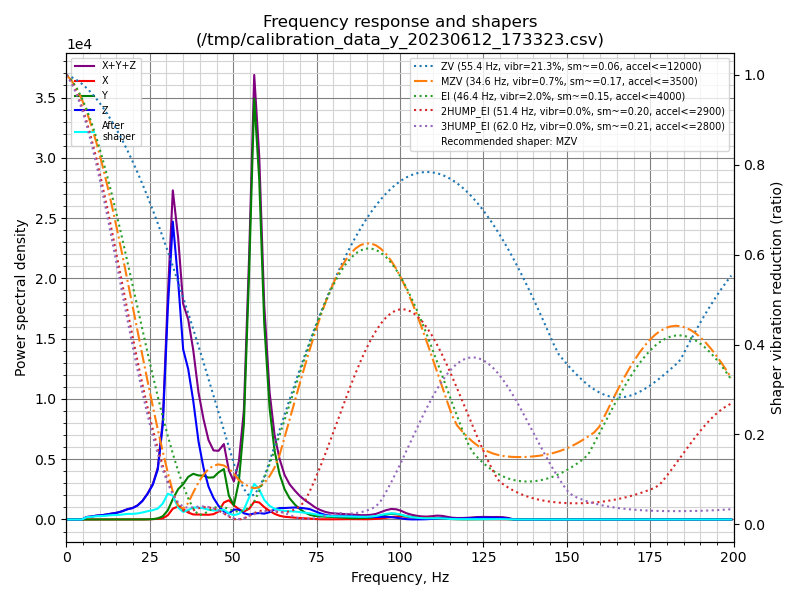 Frequency response and shapers
(/tmp/calibration_data_y_20230612_173323.csv)
1e4
X+Y+Z
X
Y
Z
After
shaper
ZV (55.4 Hz, vibr=21.3%, sm~=0.06, accel<=12000)
MZV (34.6 Hz, vibr=0.7%, sm~=0.17, accel<=3500)
EI (46.4 Hz, vibr=2.0%, sm~=0.15, accel<=4000)
2HUMP_EI (51.4 Hz, vibr=0.0%, sm~=0.20, accel<=2900)
3HUMP_EI (62.0 Hz, vibr=0.0%, sm~=0.21, accel<=2800)
Recommended shaper: MZV
Power spectral density
3.5
3.0
2.5
2.0
1.5
1.0
0.5
0.0
1.0
0.8
0.6
0.4
0.2
0.0
Shaper vibration reduction (ratio)
0 25 50 75 100 125 150 175 200
Frequency, Hz